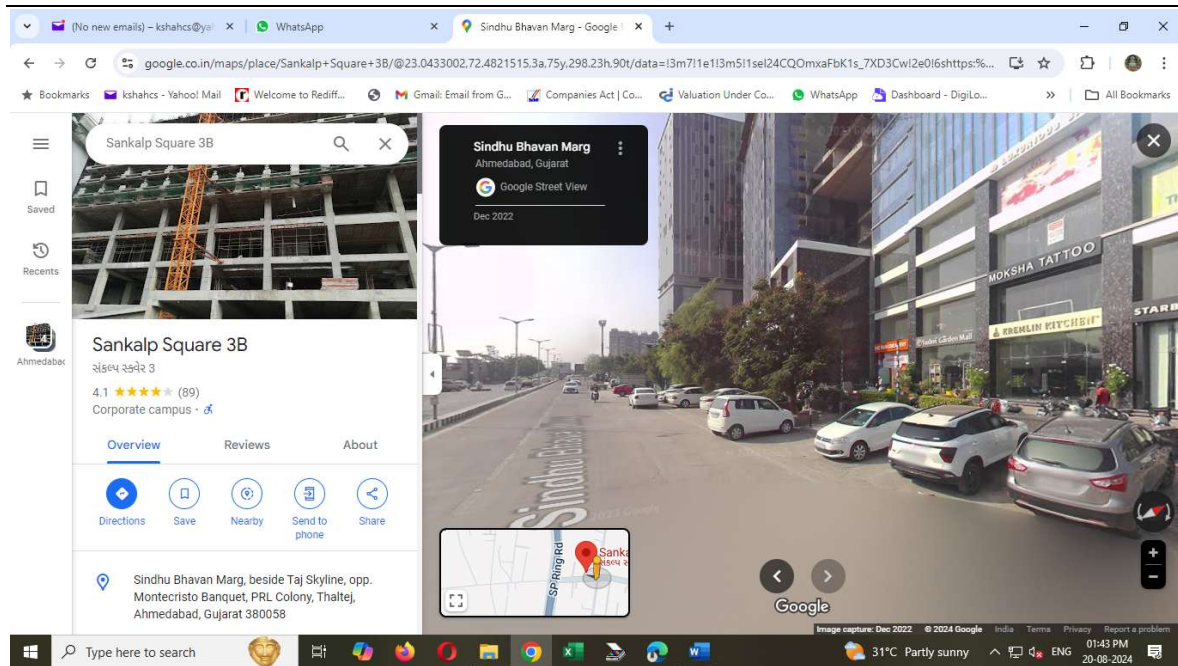 (No new emails) – kshahcs@ya
WhatsApp
Sindhu Bhavan Marg - Google
google.co.in/maps/place/Sankalp+Square+3B/@23.0433002,72.4821515,3a,75y,298.23h,90t/data=!3m7!1e1!3m5!1sel24CQOmxaFbK1s_7XD3Cw!2e0!6shttps:%...
Bookmarks
kshahcs - Yahoo! Mail
Welcome to Rediff...
Gmail: Email from G...
Companies Act | Co...
Valuation Under Co...
WhatsApp
Dashboard - DigiLo...
»
All Bookmarks
Sankalp Square 3B
Saved
Recents
Ahmedabad
Sankalp Square 3B
સંકલ્પ સ્ક્વેર 3
4.1 ★★★★★ (89)
Corporate campus ·
Overview
Reviews
About
Directions
Save
Nearby
Send to
phone
Share
Sindhu Bhavan Marg, beside Taj Skyline, opp.
Montecristo Banquet, PRL Colony, Thaltej,
Ahmedabad, Gujarat 380058
Sindhu Bhavan Marg
Ahmedabad, Gujarat
Google Street View
Dec 2022
LUXURIOUS
MOKSHA TATTOO
KREMLIN KITCHEN
STARB
Sindhu Bhava
2023 Google
SP Ring Rd
Sanka
Google
Image capture: Dec 2022 © 2024 Google India Terms Privacy Report a problem
Type here to search
31°C Partly sunny
ENG
01:43 PM
20-08-2024